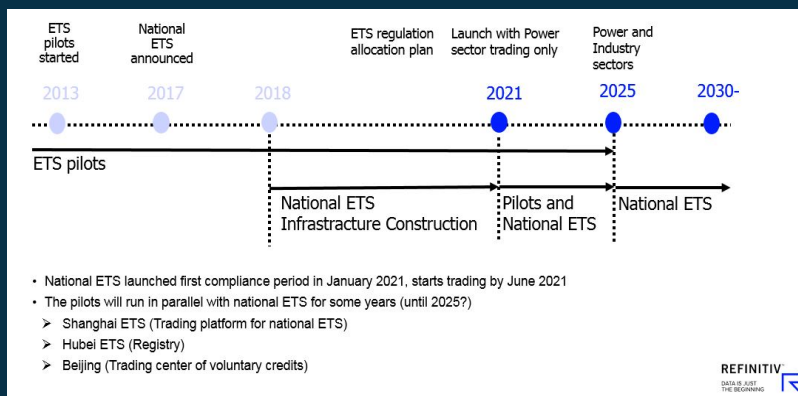 ETS
pilots
started
National
ETS
announced
ETS regulation
allocation plan
Launch with Power
sector trading only
Power and
Industry
sectors
2013
2017
2018
2021
2025
2030-
ETS pilots
National ETS
Infrastracture Construction
Pilots and
National ETS
National ETS
• National ETS launched first compliance period in January 2021, starts trading by June 2021
• The pilots will run in parallel with national ETS for some years (until 2025?)
➢ Shanghai ETS (Trading platform for national ETS)
➢ Hubei ETS (Registry)
➢ Beijing (Trading center of voluntary credits)
REFINITIV
DATA IS JUST
THE BEGINNING